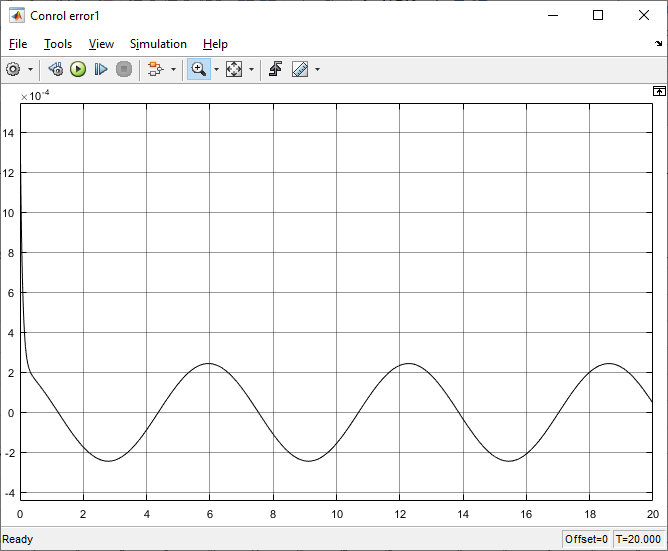 Conrol error1
File Tools View Simulation Help
×10-4
14
12
10
8
6
4
2
0
-2
-4
0 2 4 6 8 10 12 14 16 18 20
Ready Offset=0 T=20.000